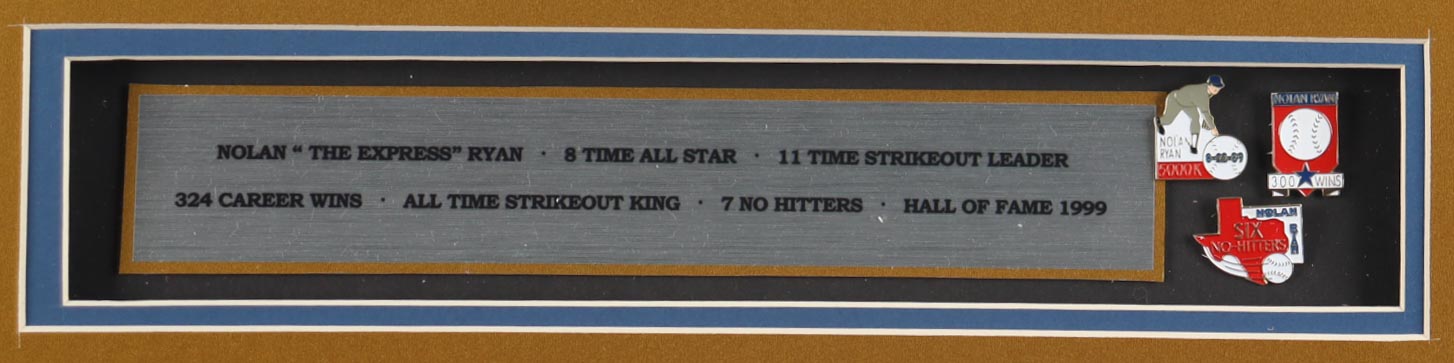 NOLAN “ THE EXPRESS” RYAN · 8 TIME ALL STAR · 11 TIME STRIKEOUT LEADER
324 CAREER WINS · ALL TIME STRIKEOUT KING · 7 NO HITTERS · HALL OF FAME 1999
NOLAN
RYAN
5000K
8-22-89
NOLAN RYAN
300 WINS
NOLAN
RYAN
SIX
NO-HITTERS